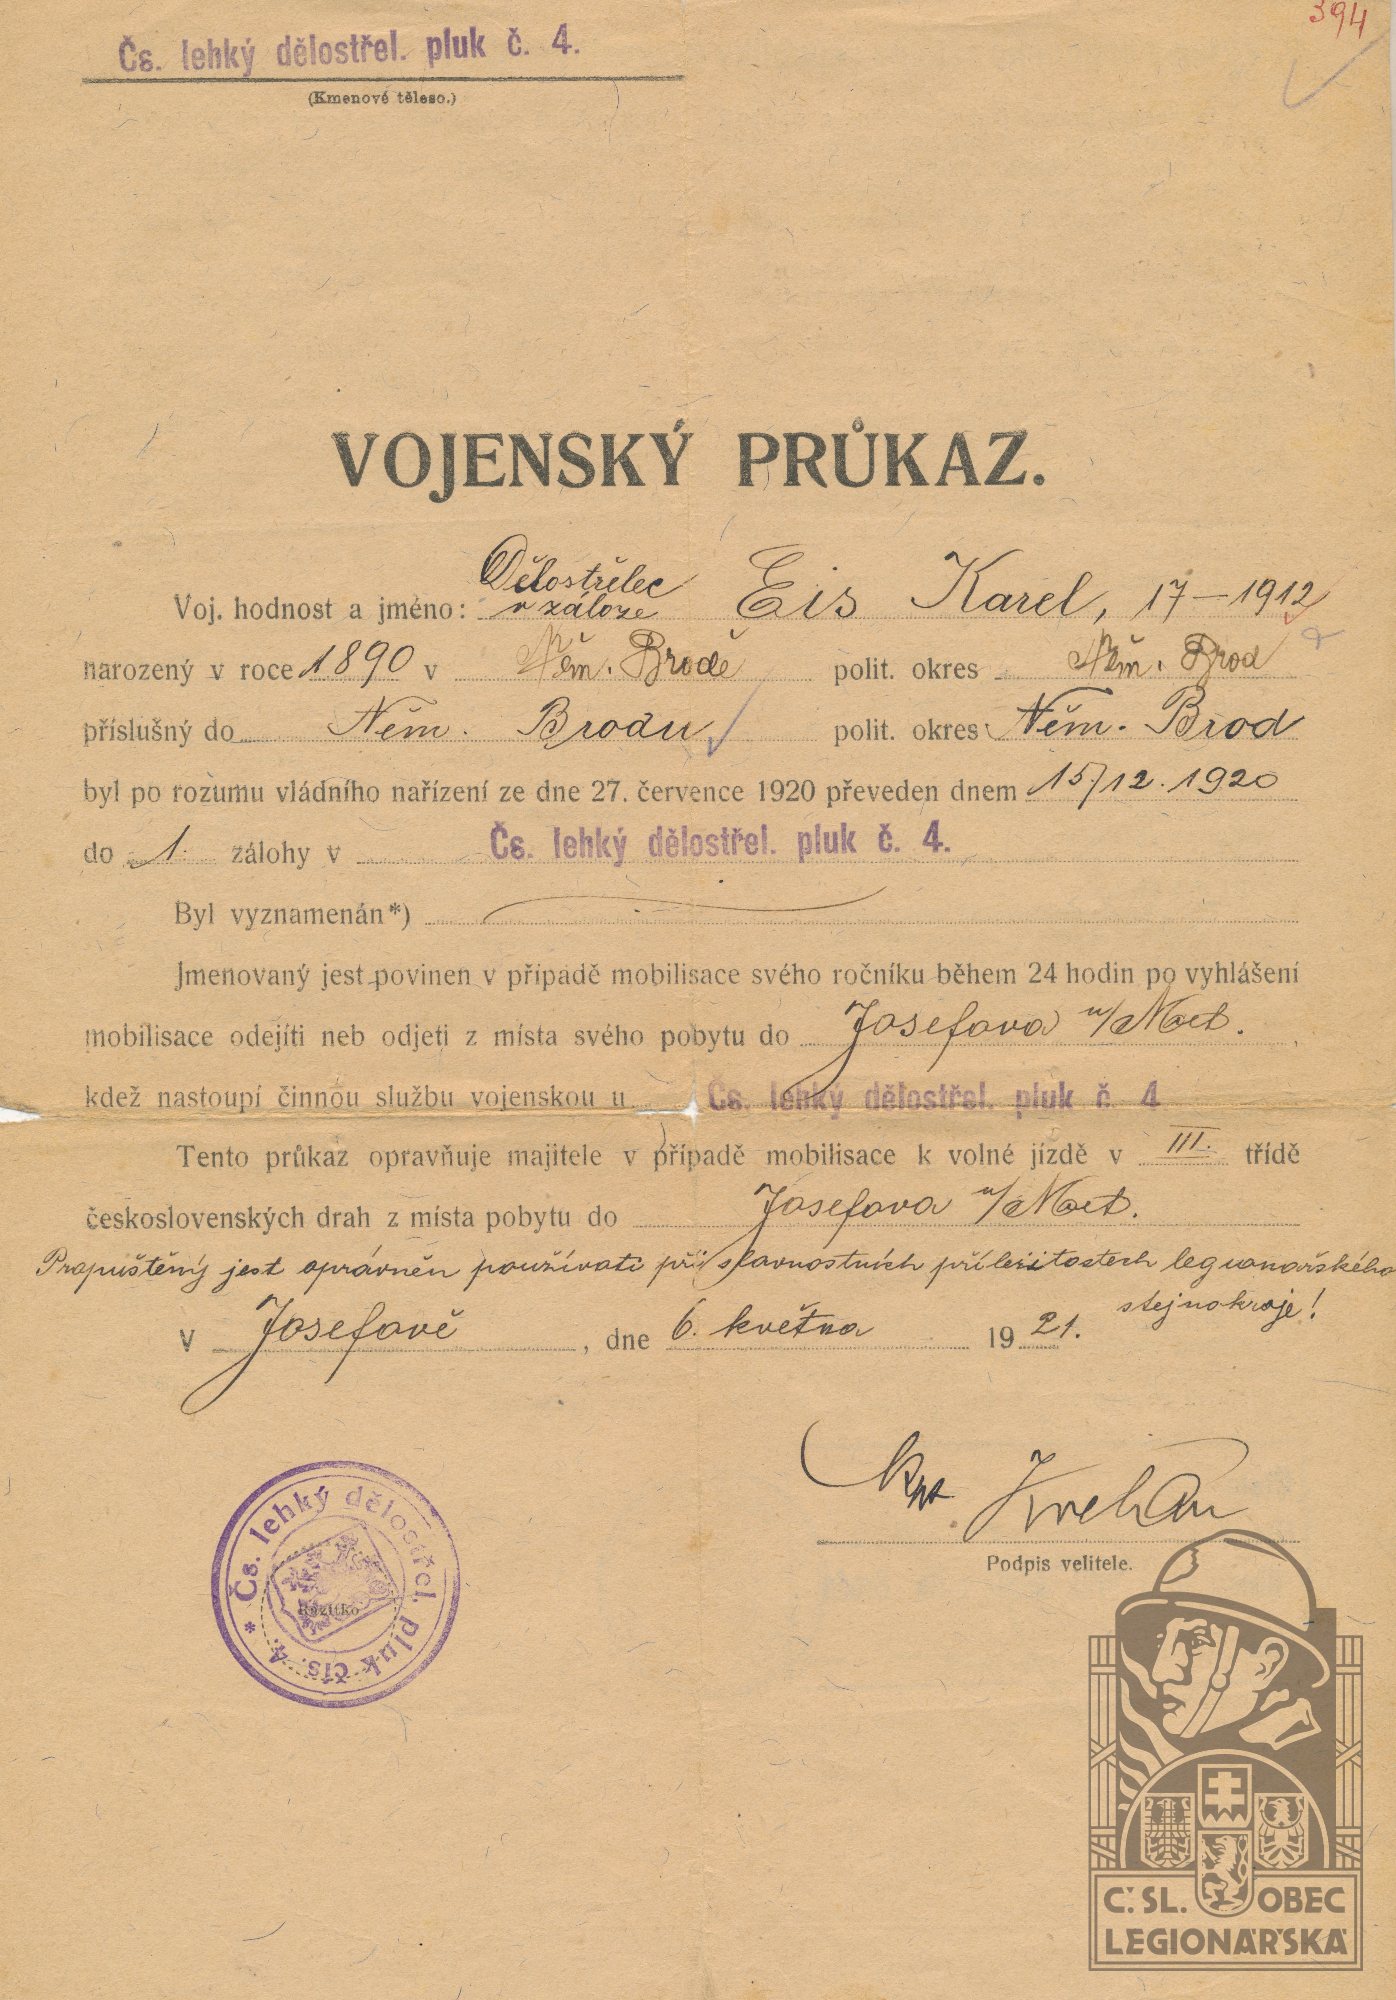 394
Čs. lehký dělostřel. pluk č. 4.
(Kmenové těleso.)
VOJENSKÝ PRŮKAZ.
Voj. hodnost a jméno: Dělostřelec v záloze Eis Karel, 17-1912
narozený v roce 1890 v Něm. Brodě polit. okres Něm. Brod
příslušný do Něm. Brodu polit. okres Něm. Brod
byl po rozumu vládního nařízení ze dne 27. července 1920 převeden dnem 15/12. 1920
do 1. zálohy v Čs. lehký dělostřel. pluk č. 4.
Byl vyznamenán*)
Jmenovaný jest povinen v případě mobilisace svého ročníku během 24 hodin po vyhlášení
mobilisace odejíti neb odjeti z místa svého pobytu do Josefova n/Met.
kdež nastoupí činnou službu vojenskou u Čs. lehký dělostřel. pluk č. 4
Tento průkaz opravňuje majitele v případě mobilisace k volné jízdě v III. třídě
československých drah z místa pobytu do Josefova n/Met.
Propuštěný jest oprávněn používati při slavnostních příležitostech legionářského
stejnokroje!
V Josefově, dne 6. května 1921.
Podpis velitele.
* Čs. lehký dělostřel. pluk čís. 4.
Razítko
Č. SL. OBEC
LEGIONÁŘSKÁ